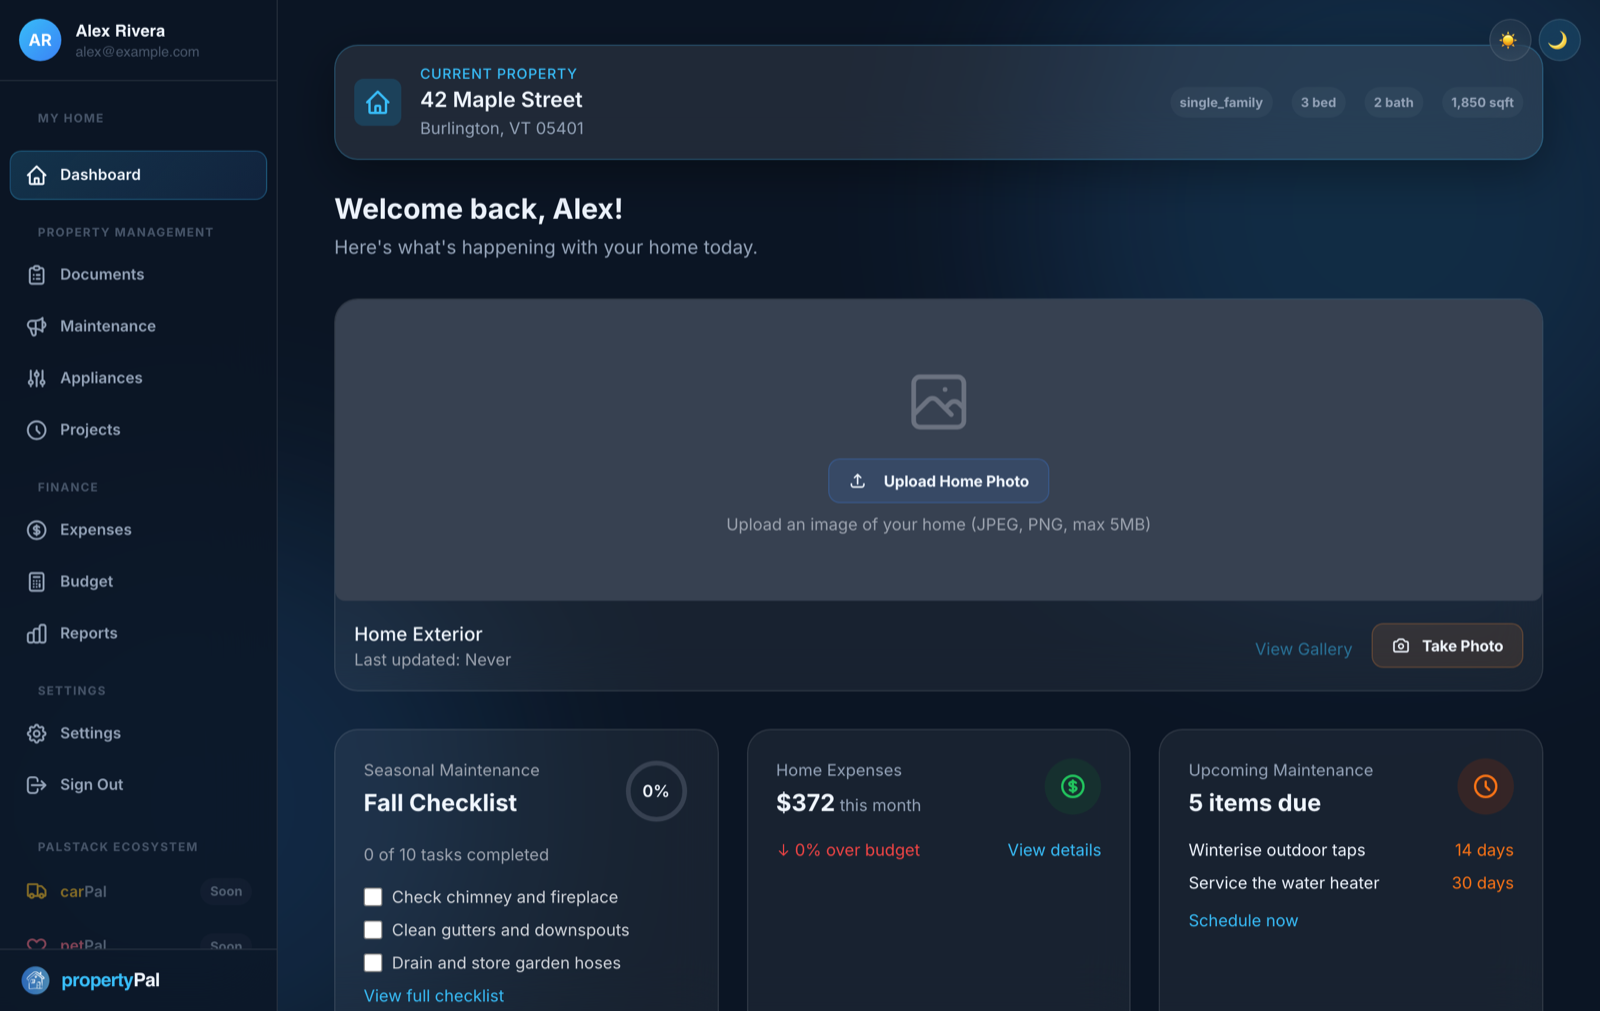 AR
Alex Rivera
alex@example.com
MY HOME
Dashboard
PROPERTY MANAGEMENT
Documents
Maintenance
Appliances
Projects
FINANCE
Expenses
Budget
Reports
SETTINGS
Settings
Sign Out
PALSTACK ECOSYSTEM
carPal Soon
petPal Soon
propertyPal
CURRENT PROPERTY
42 Maple Street
Burlington, VT 05401
single_family 3 bed 2 bath 1,850 sqft
Welcome back, Alex!
Here's what's happening with your home today.
Upload Home Photo
Upload an image of your home (JPEG, PNG, max 5MB)
Home Exterior
Last updated: Never
View Gallery
Take Photo
Seasonal Maintenance
Fall Checklist
0%
0 of 10 tasks completed
Check chimney and fireplace
Clean gutters and downspouts
Drain and store garden hoses
View full checklist
Home Expenses
$372 this month
↓ 0% over budget
View details
Upcoming Maintenance
5 items due
Winterise outdoor taps 14 days
Service the water heater 30 days
Schedule now